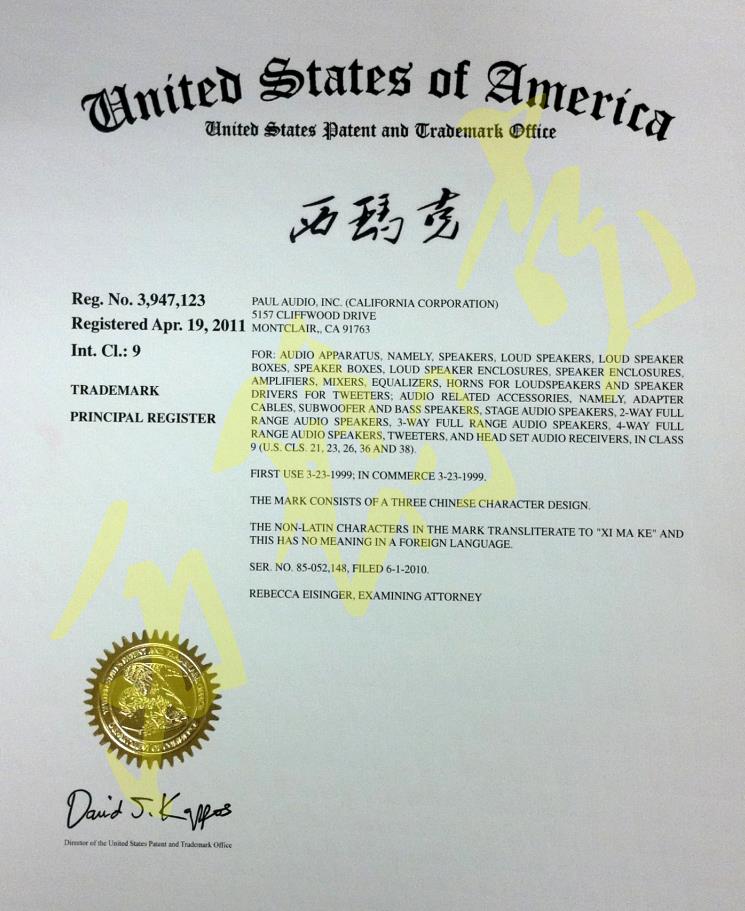 United States of America
United States Patent and Trademark Office
西瑪克
Reg. No. 3,947,123
Registered Apr. 19, 2011
Int. Cl.: 9
TRADEMARK
PRINCIPAL REGISTER
PAUL AUDIO, INC. (CALIFORNIA CORPORATION)
5157 CLIFFWOOD DRIVE
MONTCLAIR,, CA 91763
FOR: AUDIO APPARATUS, NAMELY, SPEAKERS, LOUD SPEAKERS, LOUD SPEAKER
BOXES, SPEAKER BOXES, LOUD SPEAKER ENCLOSURES, SPEAKER ENCLOSURES,
AMPLIFIERS, MIXERS, EQUALIZERS, HORNS FOR LOUDSPEAKERS AND SPEAKER
DRIVERS FOR TWEETERS; AUDIO RELATED ACCESSORIES, NAMELY, ADAPTER
CABLES, SUBWOOFER AND BASS SPEAKERS, STAGE AUDIO SPEAKERS, 2-WAY FULL
RANGE AUDIO SPEAKERS, 3-WAY FULL RANGE AUDIO SPEAKERS, 4-WAY FULL
RANGE AUDIO SPEAKERS, TWEETERS, AND HEAD SET AUDIO RECEIVERS, IN CLASS
9 (U.S. CLS. 21, 23, 26, 36 AND 38).
FIRST USE 3-23-1999; IN COMMERCE 3-23-1999.
THE MARK CONSISTS OF A THREE CHINESE CHARACTER DESIGN.
THE NON-LATIN CHARACTERS IN THE MARK TRANSLITERATE TO "XI MA KE" AND
THIS HAS NO MEANING IN A FOREIGN LANGUAGE.
SER. NO. 85-052,148, FILED 6-1-2010.
REBECCA EISINGER, EXAMINING ATTORNEY
David J. Kappos
Director of the United States Patent and Trademark Office